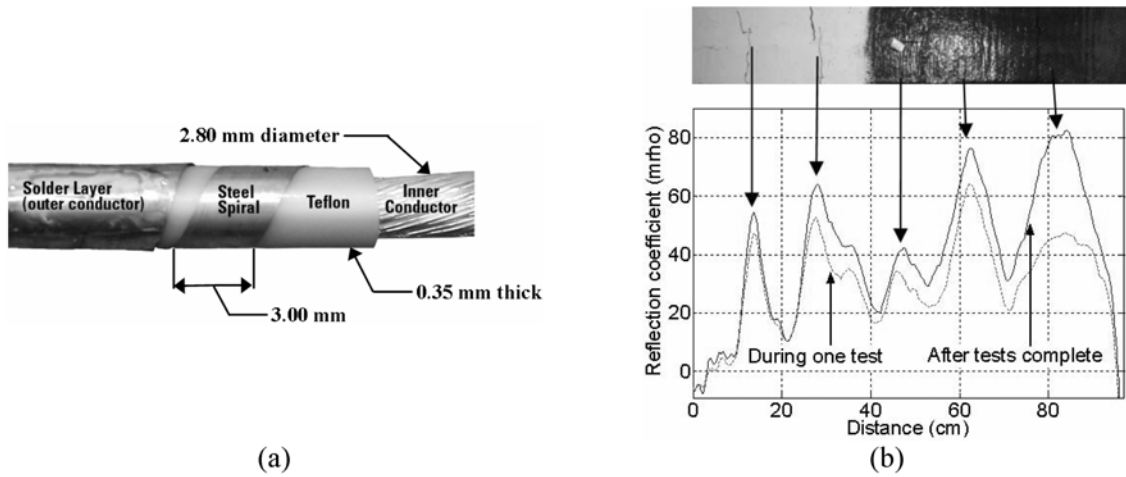 2.80 mm diameter
Solder Layer
(outer conductor)
Steel
Spiral
Teflon
Inner
Conductor
0.35 mm thick
3.00 mm
(a)
Reflection coefficient (mrho)
80
60
40
20
0
During one test
After tests complete
0
20
40
60
80
Distance (cm)
(b)